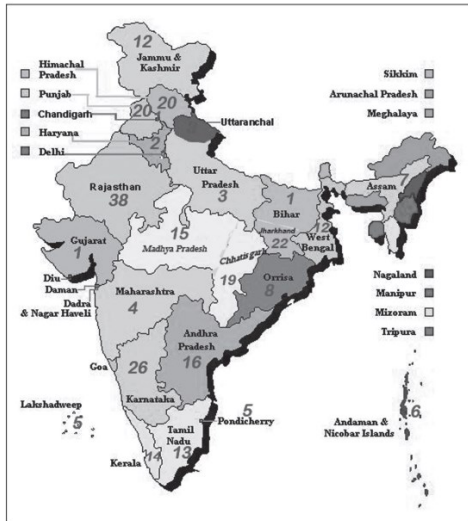 12
Jammu &
Kashmir
Himachal
Pradesh
Punjab
Chandigarh
Haryana
Delhi
20
20
2
Uttaranchal
Sikkim
Arunachal Pradesh
Meghalaya
Rajasthan
38
Uttar
Pradesh
3
1
Bihar
Assam
7
15
Madhya Pradesh
Jharkhand
22
12
West
Bengal
Gujarat
1
Chhatisgarh
19
Orrisa
8
Diu
Daman
Dadra
& Nagar Haveli
Maharashtra
4
Nagaland
Manipur
Mizoram
Tripura
Andhra
Pradesh
16
Goa
26
Karnataka
Lakshadweep
5
5
Pondicherry
Tamil
Nadu
13
Kerala
14
Andaman &
Nicobar Islands
6